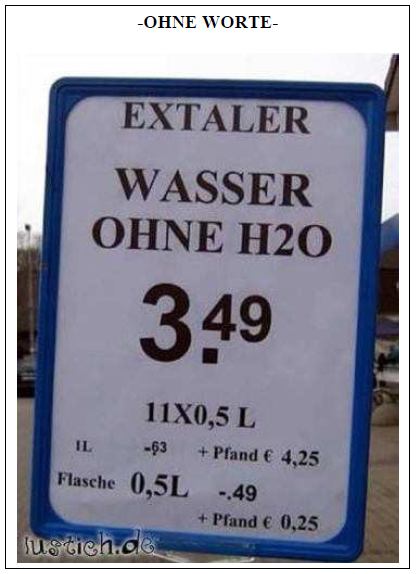 -OHNE WORTE-
EXTALER
WASSER
OHNE H2O
3.49
11X0,5 L
1L -63 + Pfand € 4,25
Flasche 0,5L -.49
+ Pfand € 0,25
lustich.de